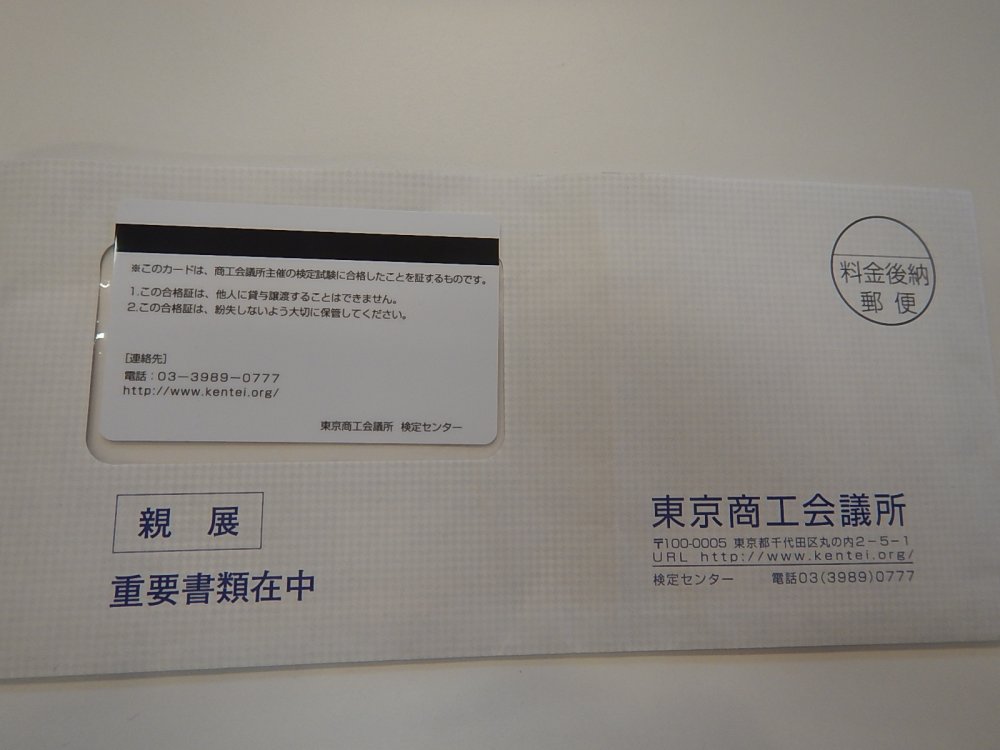 ※このカードは、商工会議所主催の検定試験に合格したことを証するものです。
1.この合格証は、他人に貸与譲渡することはできません。
2.この合格証は、紛失しないよう大切に保管してください。
[連絡先]
電話：03－3989－0777
http://www.kentei.org/
東京商工会議所 検定センター
料金後納
郵便
親展
重要書類在中
東京商工会議所
〒100-0005 東京都千代田区丸の内2－5－1
URL http://www.kentei.org/
検定センター 電話03(3989)0777